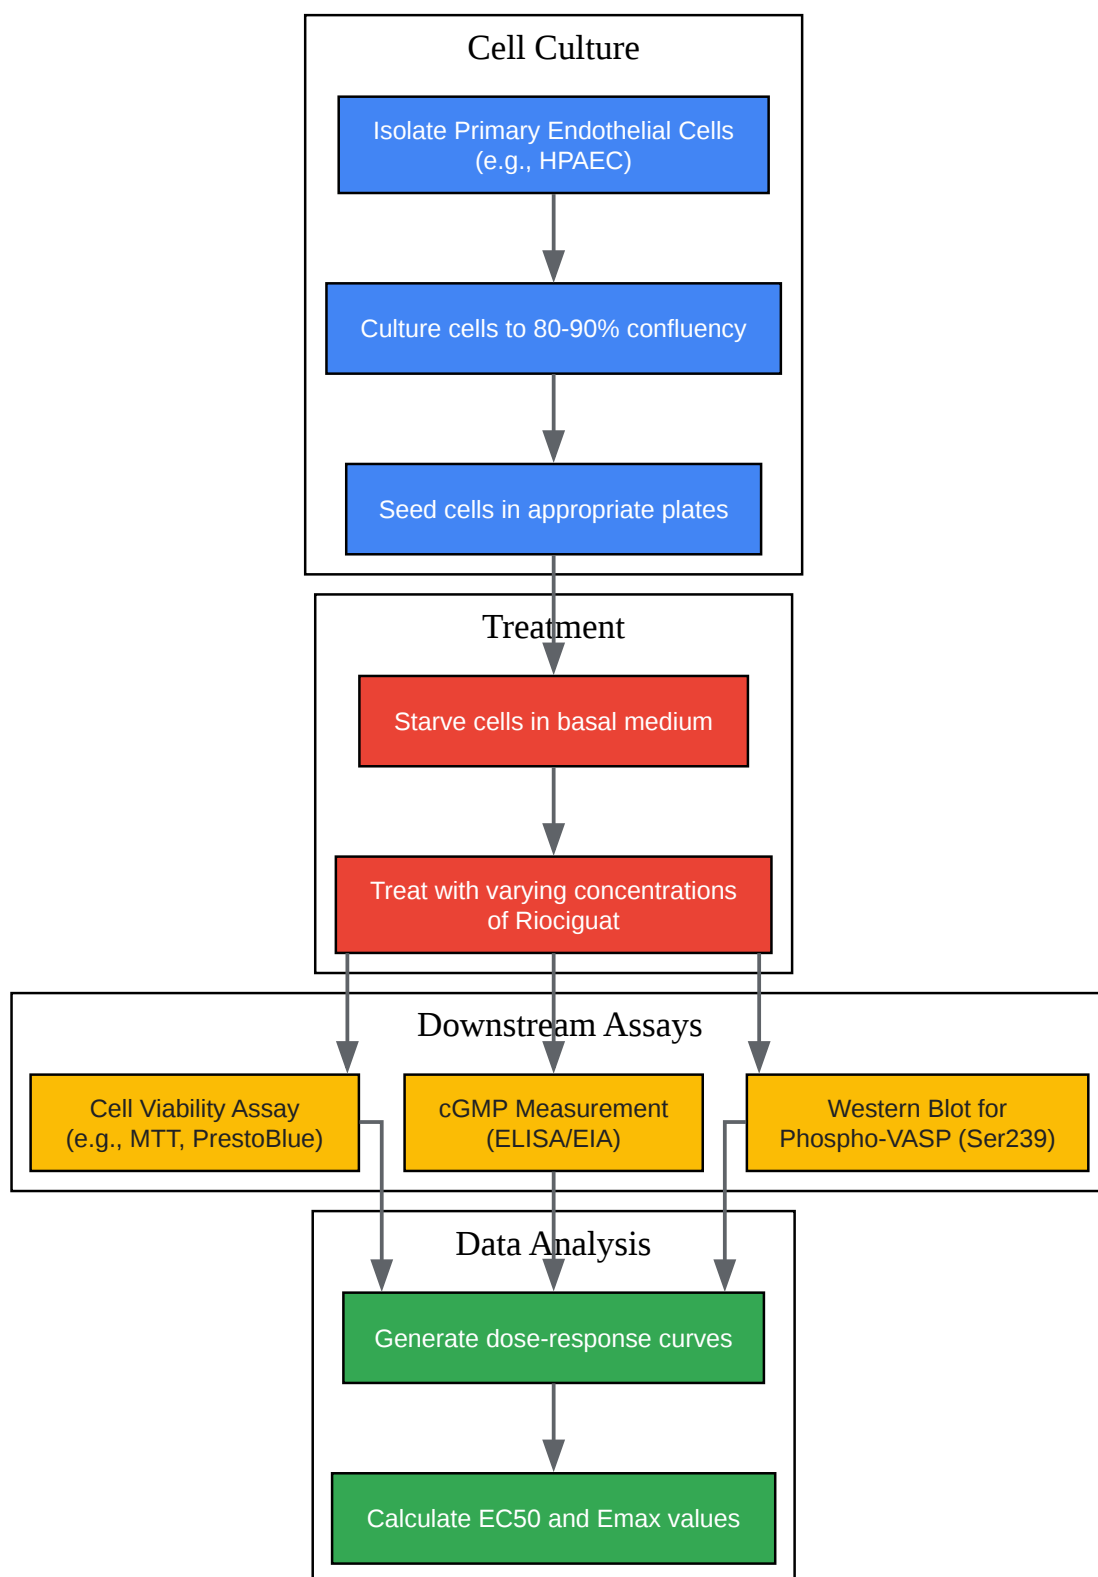 Cell Culture
Isolate Primary Endothelial Cells
(e.g., HPAEC)
Culture cells to 80-90% confluency
Seed cells in appropriate plates
Treatment
Starve cells in basal medium
Treat with varying concentrations
of Riociguat
Downstream Assays
Cell Viability Assay
(e.g., MTT, PrestoBlue)
cGMP Measurement
(ELISA/EIA)
Western Blot for
Phospho-VASP (Ser239)
Data Analysis
Generate dose-response curves
Calculate EC50 and Emax values